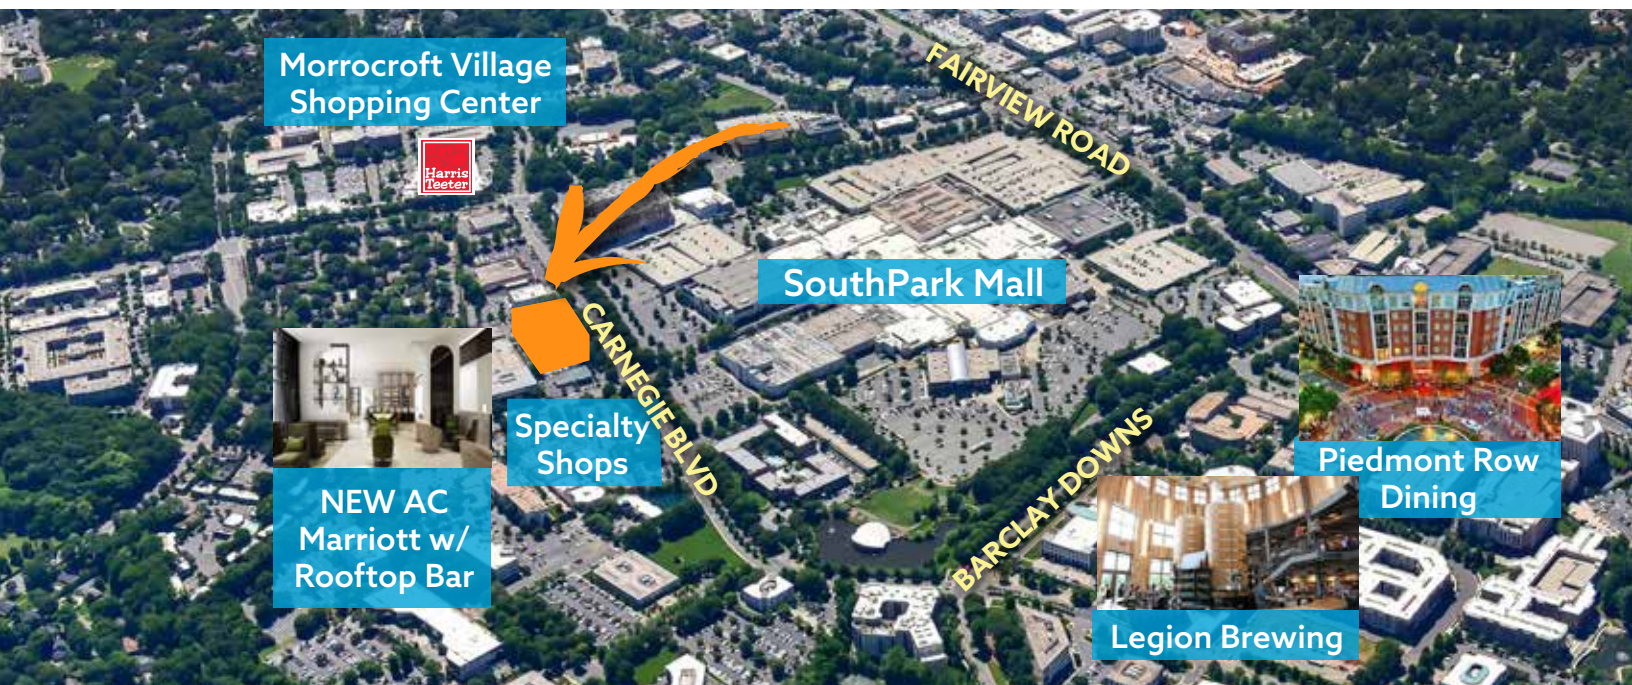 Morrocroft Village
Shopping Center
Harris
Teeter
FAIRVIEW ROAD
SouthPark Mall
CARNEGIE BLVD
Specialty
Shops
NEW AC
Marriott w/
Rooftop Bar
BARCLAY DOWNS
Piedmont Row
Dining
Legion Brewing